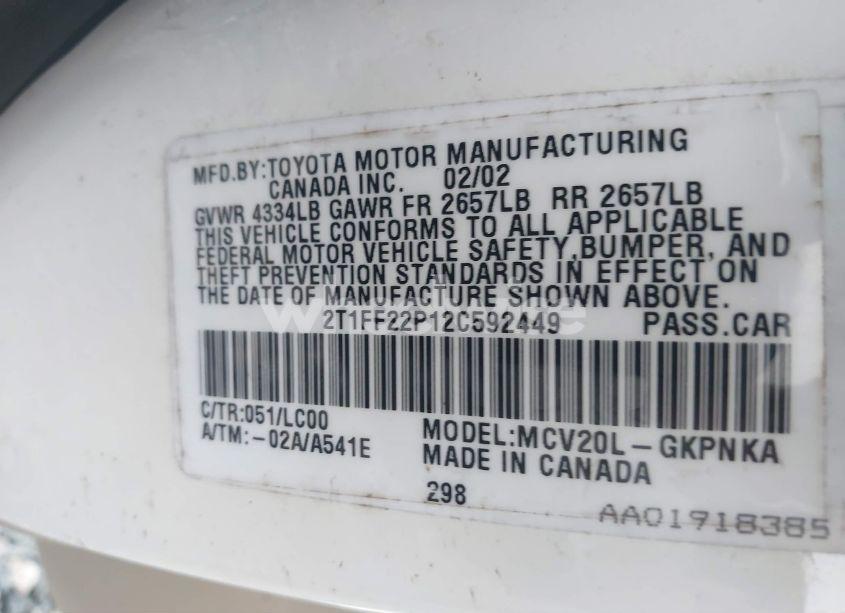 MFD.BY:TOYOTA MOTOR MANUFACTURING
CANADA INC. 02/02
GVWR 4334LB GAWR FR 2657LB RR 2657LB
THIS VEHICLE CONFORMS TO ALL APPLICABLE
FEDERAL MOTOR VEHICLE SAFETY,BUMPER, AND
THEFT PREVENTION STANDARDS IN EFFECT ON
THE DATE OF MANUFACTURE SHOWN ABOVE.
2T1FF22P12C592449 PASS.CAR
C/TR:051/LC00
A/TM:-02A/A541E
MODEL:MCV20L-GKPNKA
MADE IN CANADA
298
AA01918385